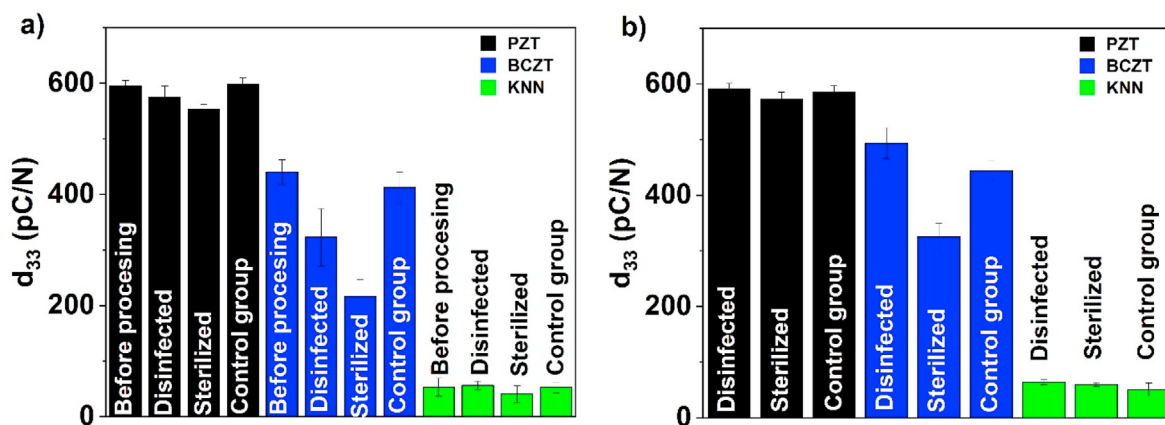 a)
PZT
BCZT
KNN
d33 (pC/N)
600
400
200
0
Before procesing
Disinfected
Sterilized
Control group
Before procesing
Disinfected
Sterilized
Control group
Before procesing
Disinfected
Sterilized
Control group
b)
PZT
BCZT
KNN
d33 (pC/N)
600
400
200
0
Disinfected
Sterilized
Control group
Disinfected
Sterilized
Control group
Disinfected
Sterilized
Control group